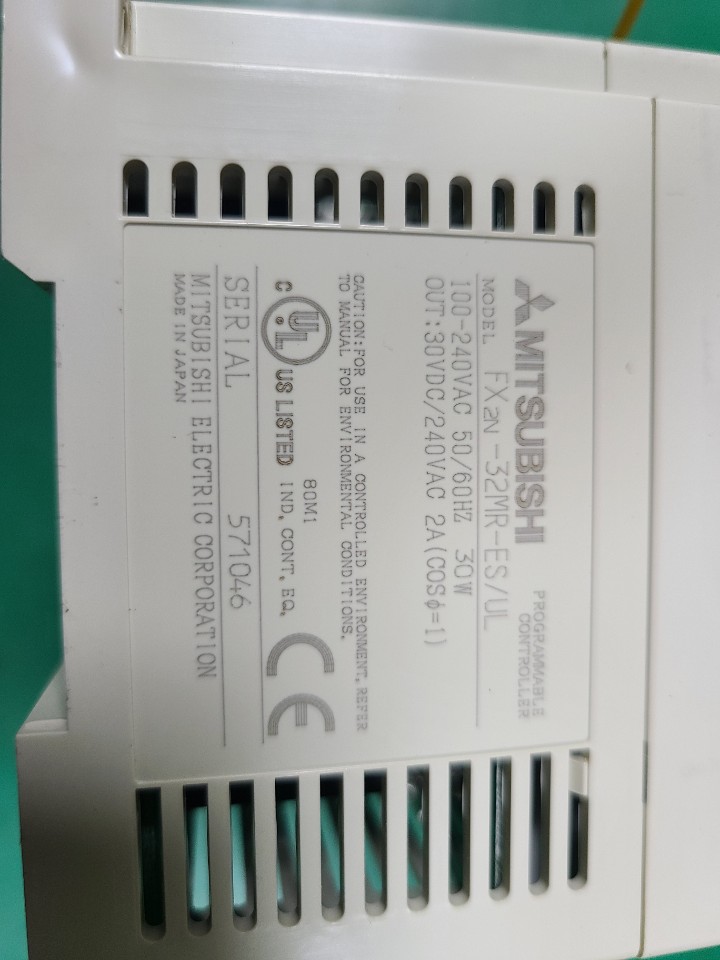 MITSUBISHI
PROGRAMMABLE
CONTROLLER
MODEL FX2N-32MR-ES/UL
100-240VAC 50/60HZ 30W
OUT:30VDC/240VAC 2A(COSϕ=1)
CAUTION:FOR USE IN A CONTROLLED ENVIRONMENT, REFER
TO MANUAL FOR ENVIRONMENTAL CONDITIONS.
C UL US LISTED 80M1
IND, CONT, EQ, CE
SERIAL 571046
MITSUBISHI ELECTRIC CORPORATION
MADE IN JAPAN